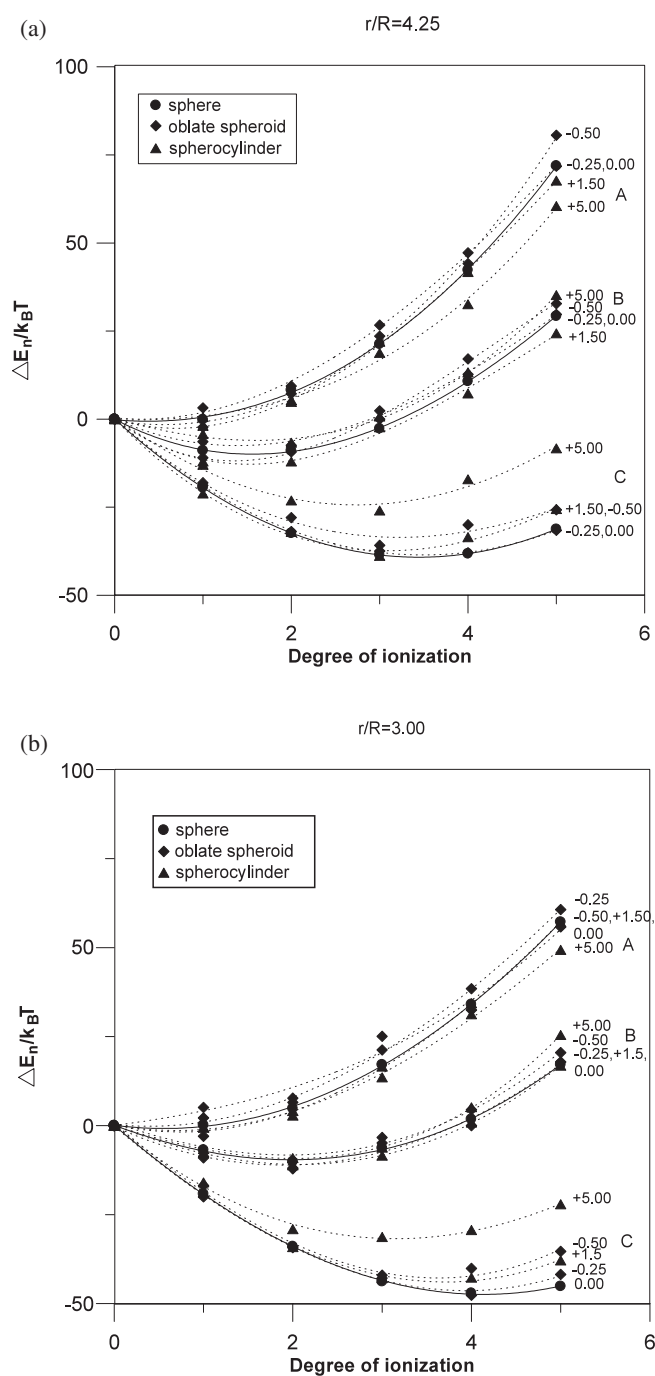 (a)
r/R=4.25
100
50
0
-50
△Eₙ/k_BT
sphere
oblate spheroid
spherocylinder
-0.50
-0.25,0.00
+1.50
A
+5.00
+5.00
B
-0.50
-0.25,0.00
+1.50
+5.00
C
+1.50,-0.50
-0.25,0.00
0
2
4
6
Degree of ionization
(b)
r/R=3.00
100
50
0
-50
△Eₙ/k_BT
sphere
oblate spheroid
spherocylinder
-0.25
-0.50,+1.50,
0.00
A
+5.00
+5.00
B
-0.50
-0.25,+1.5,
0.00
+5.00
-0.50
C
+1.5
-0.25
0.00
0
2
4
6
Degree of ionization